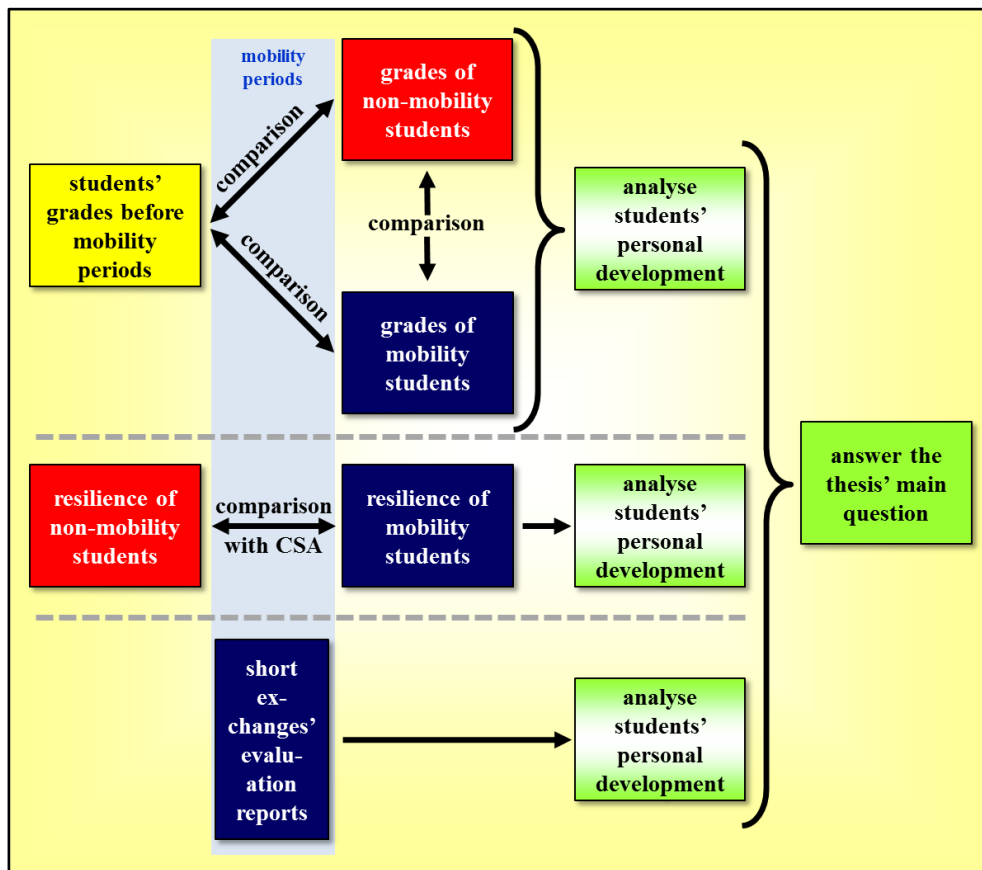 mobility
periods
grades of
non-mobility
students
comparison
students’
grades before
mobility
periods
comparison
comparison
analyse
students’
personal
development
grades of
mobility
students
resilience of
non-mobility
students
comparison
with CSA
resilience of
mobility
students
analyse
students’
personal
development
answer the
thesis’ main
question
short
ex-
changes’
evalu-
ation
reports
analyse
students’
personal
development